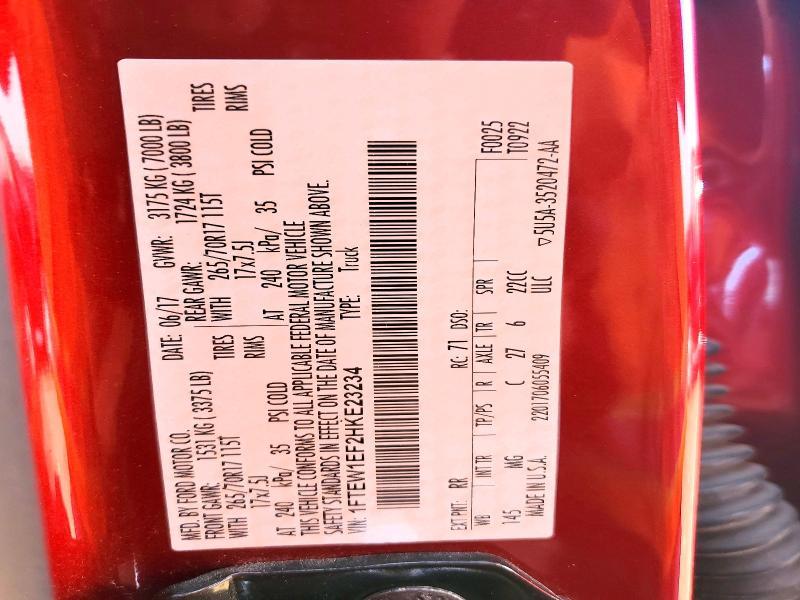 MFD. BY FORD MOTOR CO.
DATE: 06/17 GVWR: 3175 KG ( 7000 LB)
FRONT GAWR: 1531 KG ( 3375 LB) REAR GAWR: 1724 KG ( 3800 LB)
WITH 265/70R17 115T TIRES WITH 265/70R17 115T TIRES
17x7.5J RIMS 17x7.5J RIMS
AT 240 kPa/ 35 PSI COLD AT 240 kPa/ 35 PSI COLD
THIS VEHICLE CONFORMS TO ALL APPLICABLE FEDERAL MOTOR VEHICLE
SAFETY STANDARDS IN EFFECT ON THE DATE OF MANUFACTURE SHOWN ABOVE.
VIN: 1FTEW1EF2HKE23234 TYPE: Truck
EXT PNT: RR RC: 71 DSO: F0025
T0922
WB INT TR TP/PS R AXLE TR SPR
145 MG C 27 6 22CC
MADE IN U.S.A. 2201706055409 ULC
▽5U5A-3520472-AA